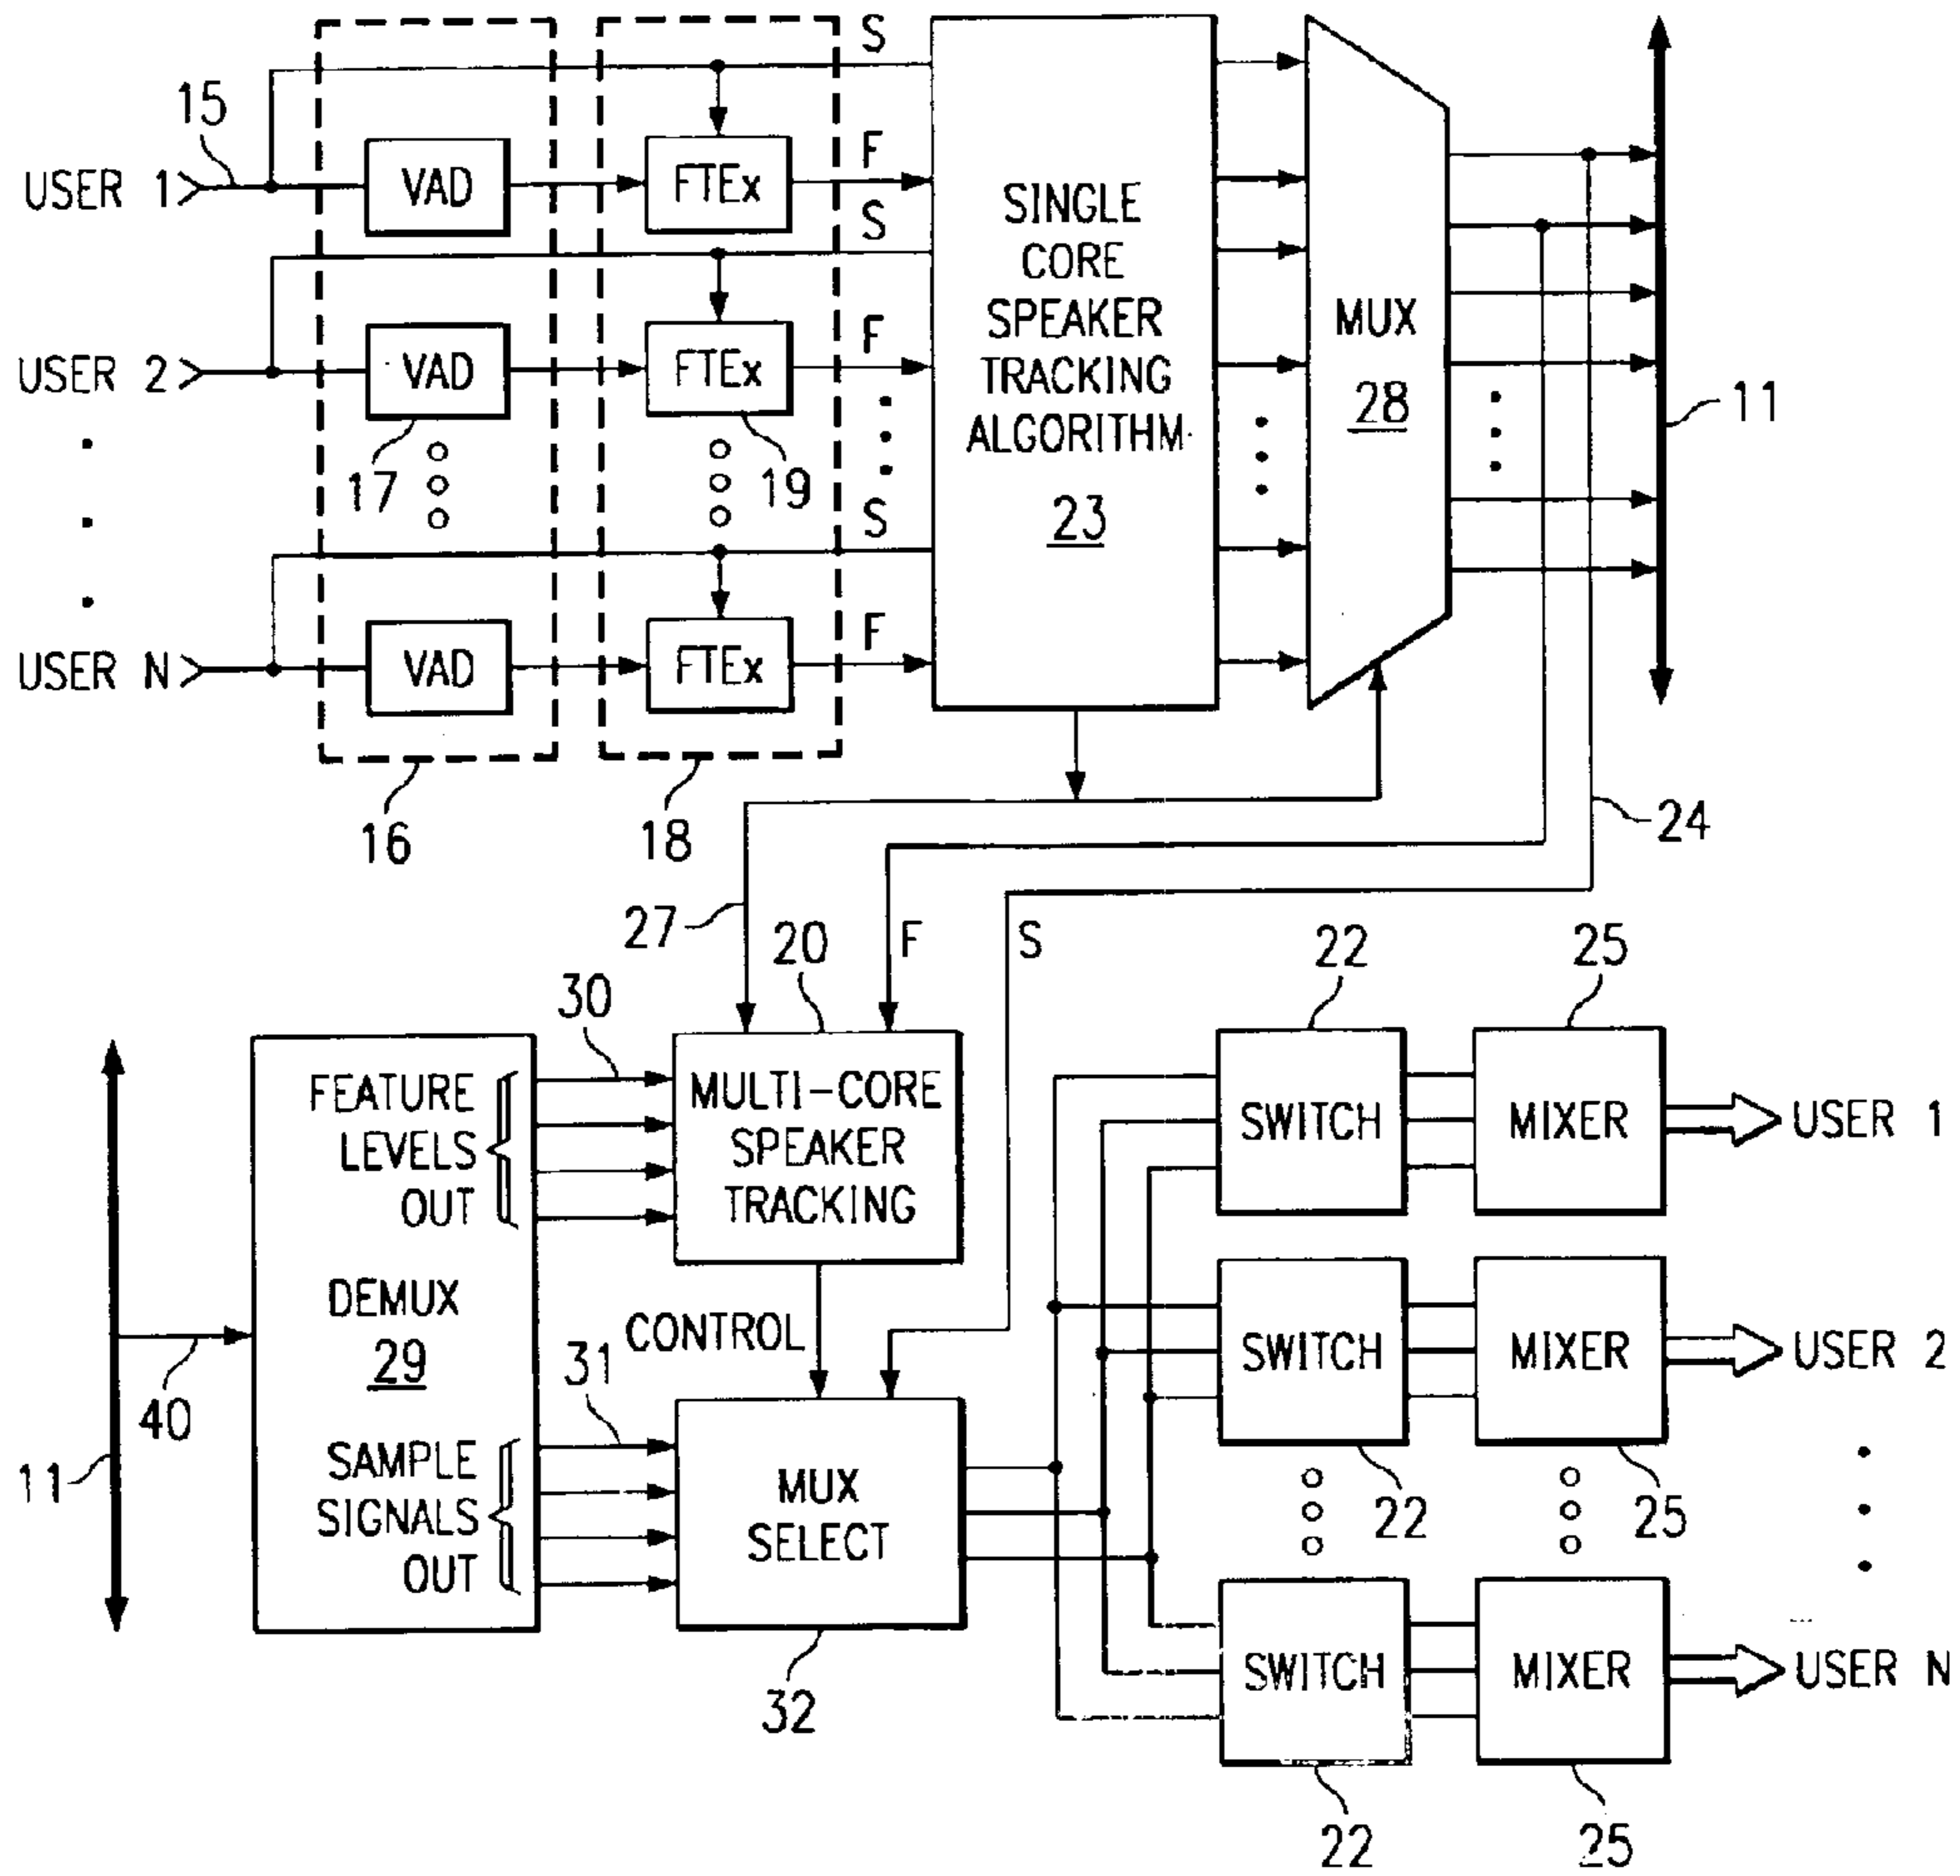 S
15
F
USER 1
VAD
FTEx
S
SINGLE
CORE
SPEAKER
TRACKING
ALGORITHM
23
MUX
28
F
USER 2
VAD
FTEx
11
17
19
S
F
USER N
VAD
FTEx
16
18
24
27
20
F
S
22
25
30
FEATURE
LEVELS
OUT
MULTI-CORE
SPEAKER
TRACKING
SWITCH
MIXER
USER 1
DEMUX
29
CONTROL
31
SWITCH
MIXER
USER 2
40
11
SAMPLE
SIGNALS
OUT
MUX
SELECT
22
25
32
SWITCH
MIXER
USER N
22
25